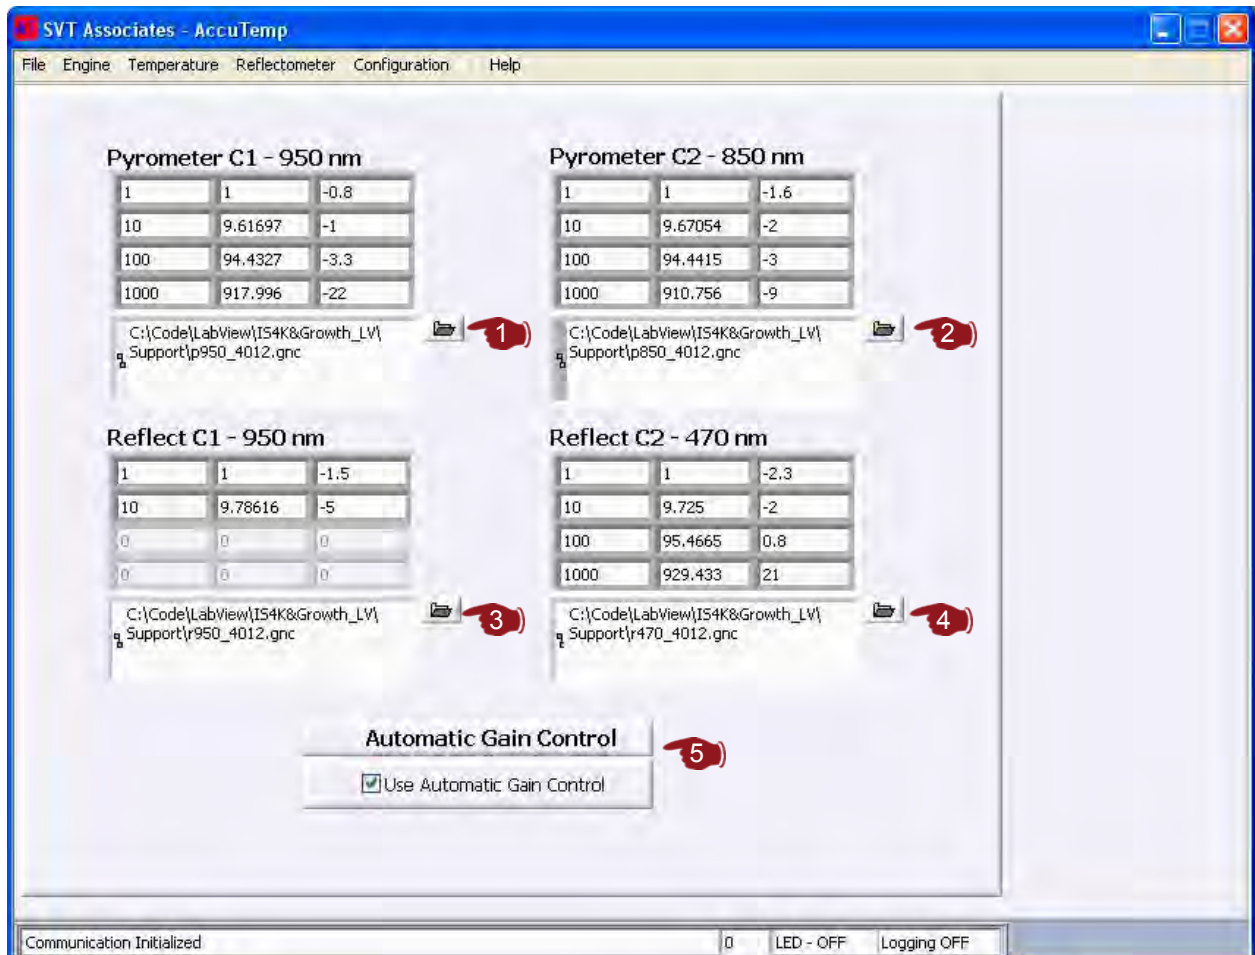 SVT Associates - AccuTemp
File Engine Temperature Reflectometer Configuration Help
Pyrometer C1 - 950 nm
1 1 -0.8
10 9.61697 -1
100 94.4327 -3.3
1000 917.996 -22
C:\Code\LabView\IS4K&Growth_LV\
Support\p950_4012.gnc
1
Pyrometer C2 - 850 nm
1 1 -1.6
10 9.67054 -2
100 94.4415 -3
1000 910.756 -9
C:\Code\LabView\IS4K&Growth_LV\
Support\p850_4012.gnc
2
Reflect C1 - 950 nm
1 1 -1.5
10 9.78616 -5
0 0 0
0 0 0
C:\Code\LabView\IS4K&Growth_LV\
Support\r950_4012.gnc
3
Reflect C2 - 470 nm
1 1 -2.3
10 9.725 -2
100 95.4665 0.8
1000 929.433 21
C:\Code\LabView\IS4K&Growth_LV\
Support\r470_4012.gnc
4
Automatic Gain Control
5
Use Automatic Gain Control
Communication Initialized 0 LED - OFF Logging OFF